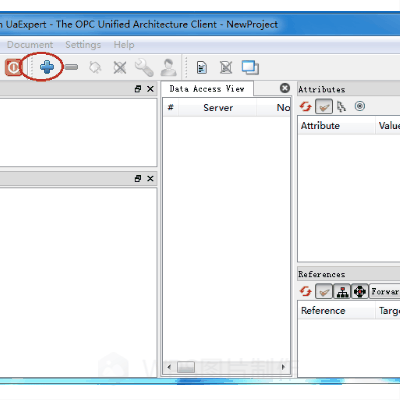 UaExpert - The OPC Unified Architecture Client - NewProject
Document Settings Help
Data Access View
# Server No
Attributes
Attribute Value
References
Forwar
Reference Targe